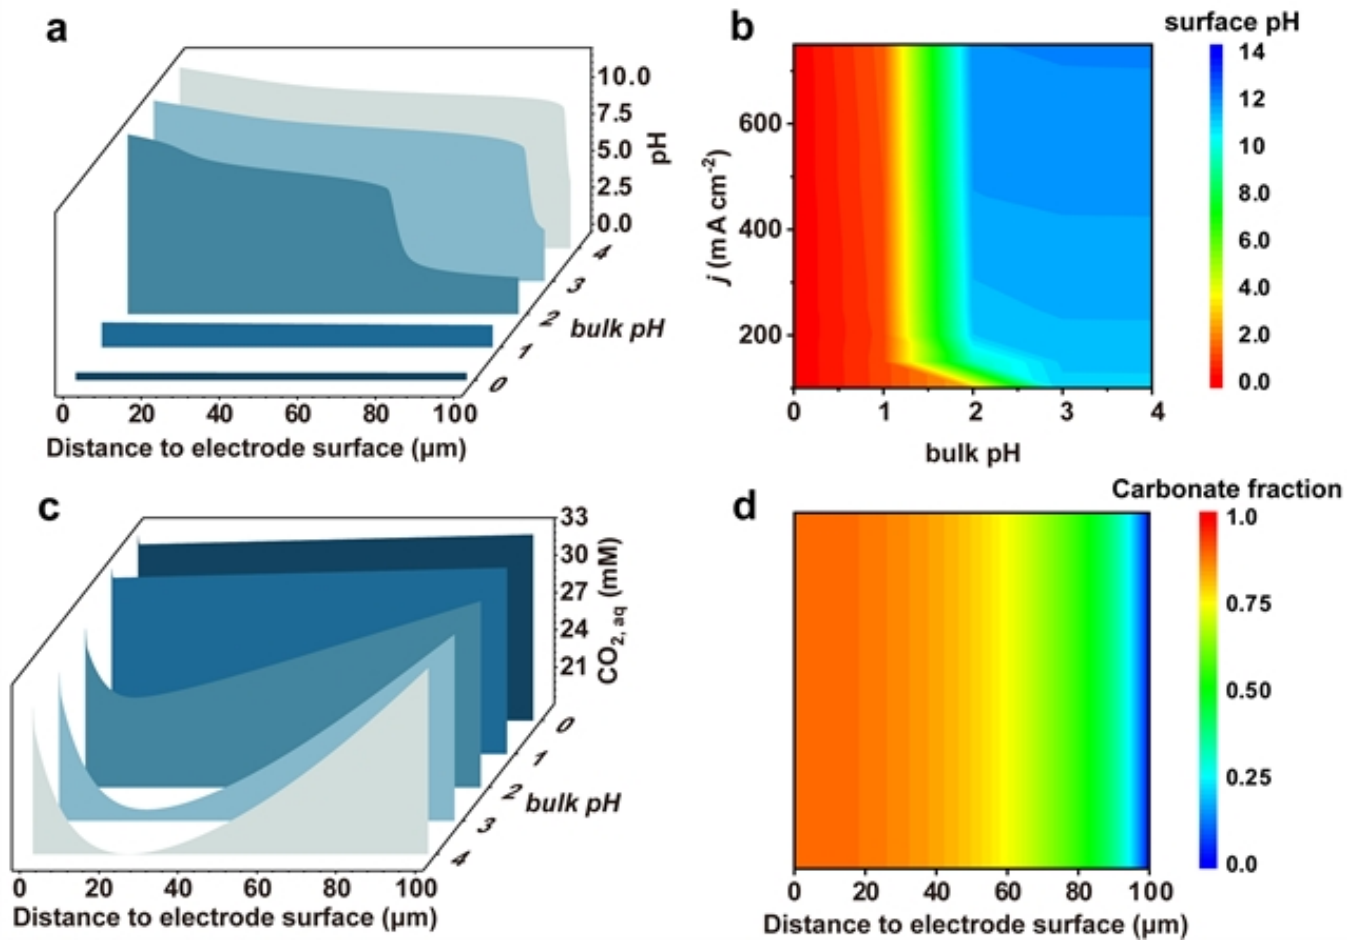 a
10.0
7.5
5.0
2.5
0.0
pH
4
3
2
1
0
bulk pH
0 20 40 60 80 100
Distance to electrode surface (µm)
b
surface pH
14
12
10
8.0
6.0
4.0
2.0
0.0
600
400
200
j (mA cm-2)
0 1 2 3 4
bulk pH
c
33
30
27
24
21
CO2, aq (mM)
0
1
2
3
4
bulk pH
0 20 40 60 80 100
Distance to electrode surface (µm)
d
Carbonate fraction
1.0
0.75
0.50
0.25
0.0
0 20 40 60 80 100
Distance to electrode surface (µm)